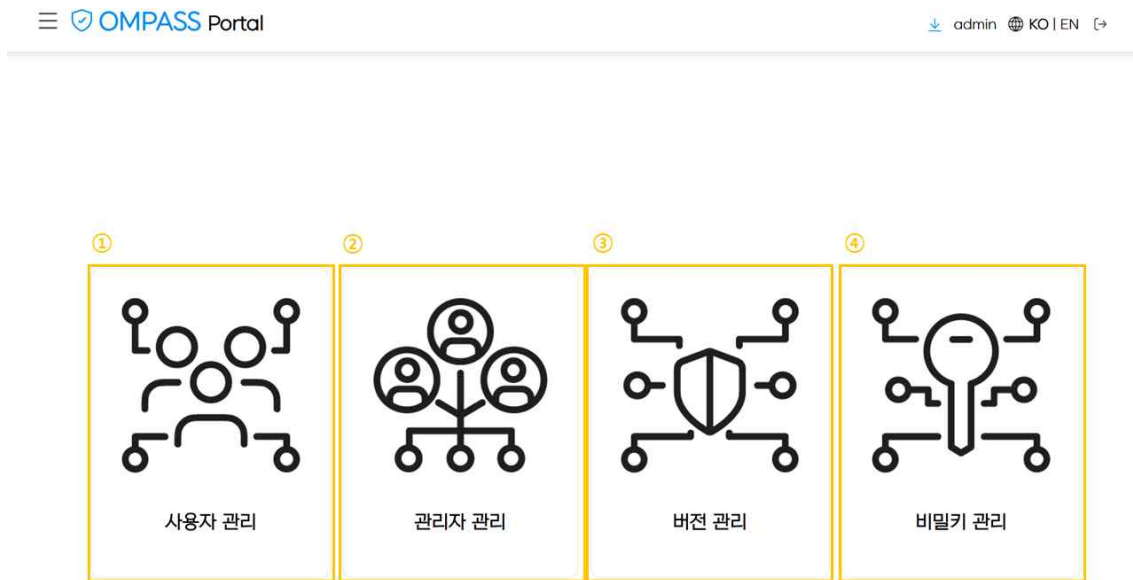 OMPASS Portal
admin KO | EN
① ② ③ ④
사용자 관리 관리자 관리 버전 관리 비밀키 관리